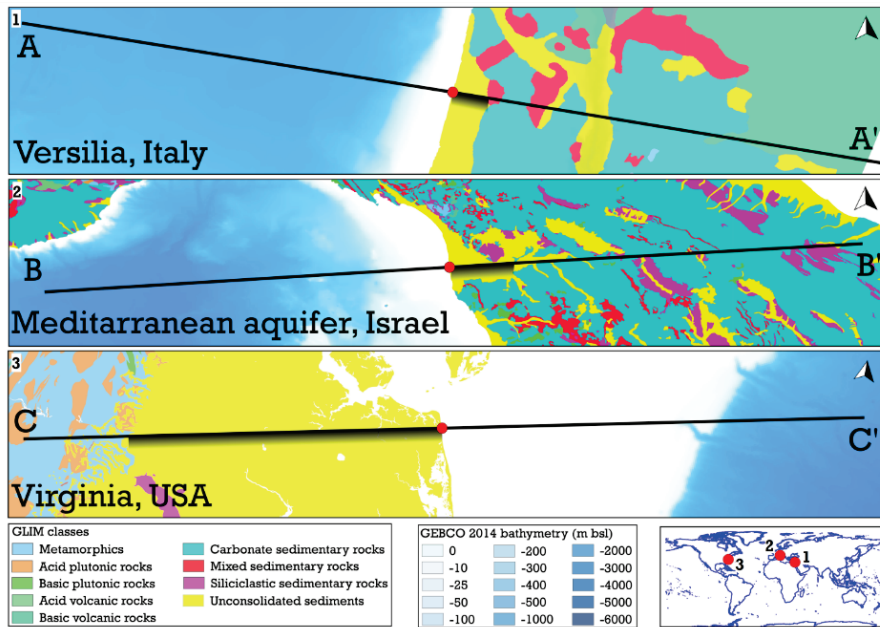 1
A
A'
Versilia, Italy
2
B
B'
Meditarranean aquifer, Israel
3
C
C'
Virginia, USA
GLIM classes
Metamorphics
Acid plutonic rocks
Basic plutonic rocks
Acid volcanic rocks
Basic volcanic rocks
Carbonate sedimentary rocks
Mixed sedimentary rocks
Siliciclastic sedimentary rocks
Unconsolidated sediments
GEBCO 2014 bathymetry (m bsl)
0 -200 -2000
-10 -300 -3000
-25 -400 -4000
-50 -500 -5000
-100 -1000 -6000
2
1
3